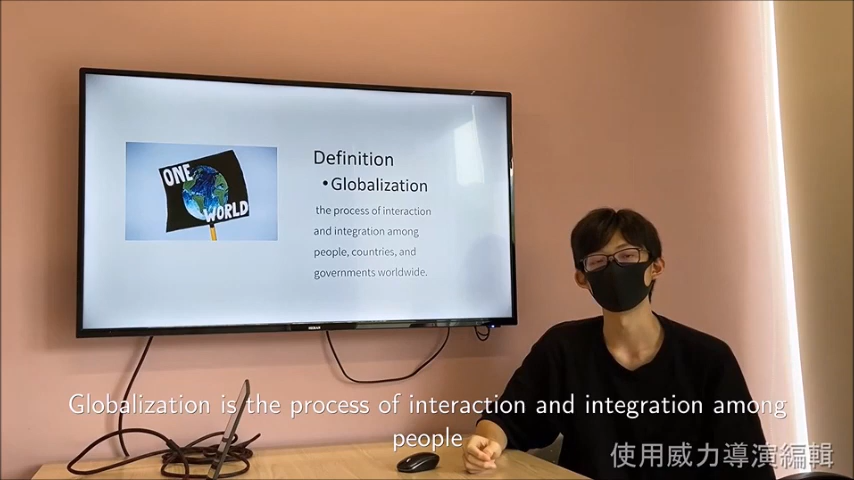 ONE
WORLD
Definition
• Globalization
the process of interaction
and integration among
people, countries, and
governments worldwide.
Globalization is the process of interaction and integration among
people
使用威力導演編輯